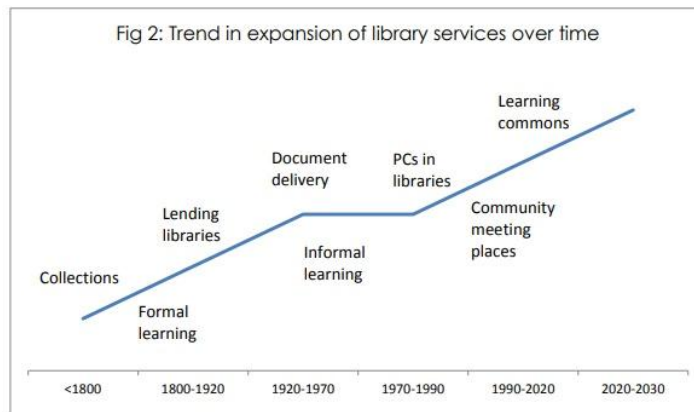 Fig 2: Trend in expansion of library services over time
Learning
commons
Document
delivery
PCs in
libraries
Lending
libraries
Community
meeting
places
Informal
learning
Collections
Formal
learning
<1800
1800-1920
1920-1970
1970-1990
1990-2020
2020-2030